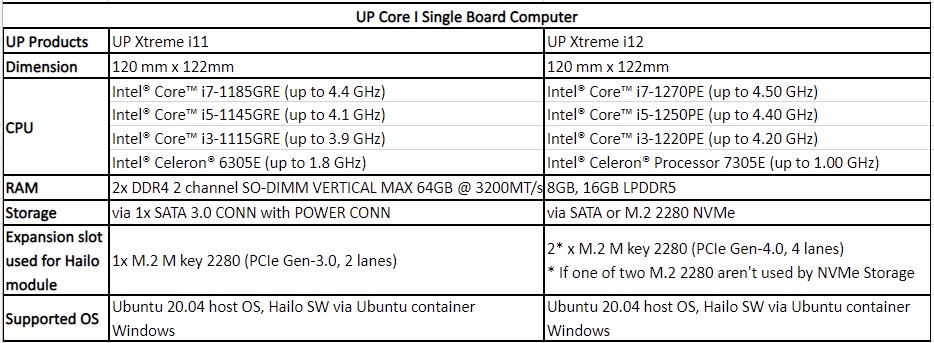 UP Core I Single Board Computer
UP Products UP Xtreme i11 UP Xtreme i12
Dimension 120 mm x 122mm 120 mm x 122mm
CPU
Intel® Core™ i7-1185GRE (up to 4.4 GHz) Intel® Core™ i7-1270PE (up to 4.50 GHz)
Intel® Core™ i5-1145GRE (up to 4.1 GHz) Intel® Core™ i5-1250PE (up to 4.40 GHz)
Intel® Core™ i3-1115GRE (up to 3.9 GHz) Intel® Core™ i3-1220PE (up to 4.20 GHz)
Intel® Celeron® 6305E (up to 1.8 GHz) Intel® Celeron® Processor 7305E (up to 1.00 GHz)
RAM 2x DDR4 2 channel SO-DIMM VERTICAL MAX 64GB @ 3200MT/s 8GB, 16GB LPDDR5
Storage via 1x SATA 3.0 CONN with POWER CONN via SATA or M.2 2280 NVMe
Expansion slot
used for Hailo
module
1x M.2 M key 2280 (PCIe Gen-3.0, 2 lanes)
2* x M.2 M key 2280 (PCIe Gen-4.0, 4 lanes)
* If one of two M.2 2280 aren't used by NVMe Storage
Supported OS
Ubuntu 20.04 host OS, Hailo SW via Ubuntu container
Windows
Ubuntu 20.04 host OS, Hailo SW via Ubuntu container
Windows